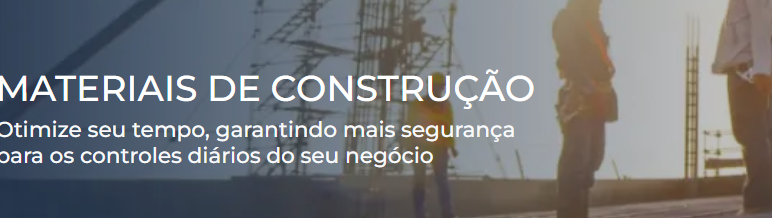 MATERIAIS DE CONSTRUÇÃO
Otimize seu tempo, garantindo mais segurança
para os controles diários do seu negócio